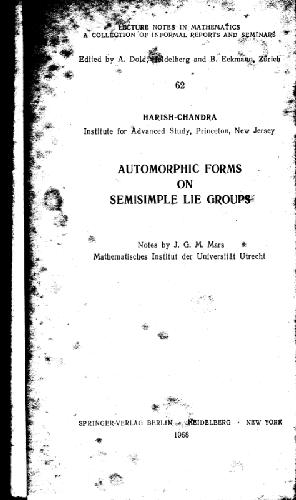 LECTURE NOTES IN MATHEMATICS
A COLLECTION OF INFORMAL REPORTS AND SEMINARS
Edited by A. Dold, Heidelberg and B. Eckmann, Zürich
62
HARISH-CHANDRA
Institute for Advanced Study, Princeton, New Jersey
AUTOMORPHIC FORMS
ON
SEMISIMPLE LIE GROUPS
Notes by J. G. M. Mars
Mathematisches Institut der Universität Utrecht
SPRINGER-VERLAG BERLIN · HEIDELBERG · NEW YORK
1968